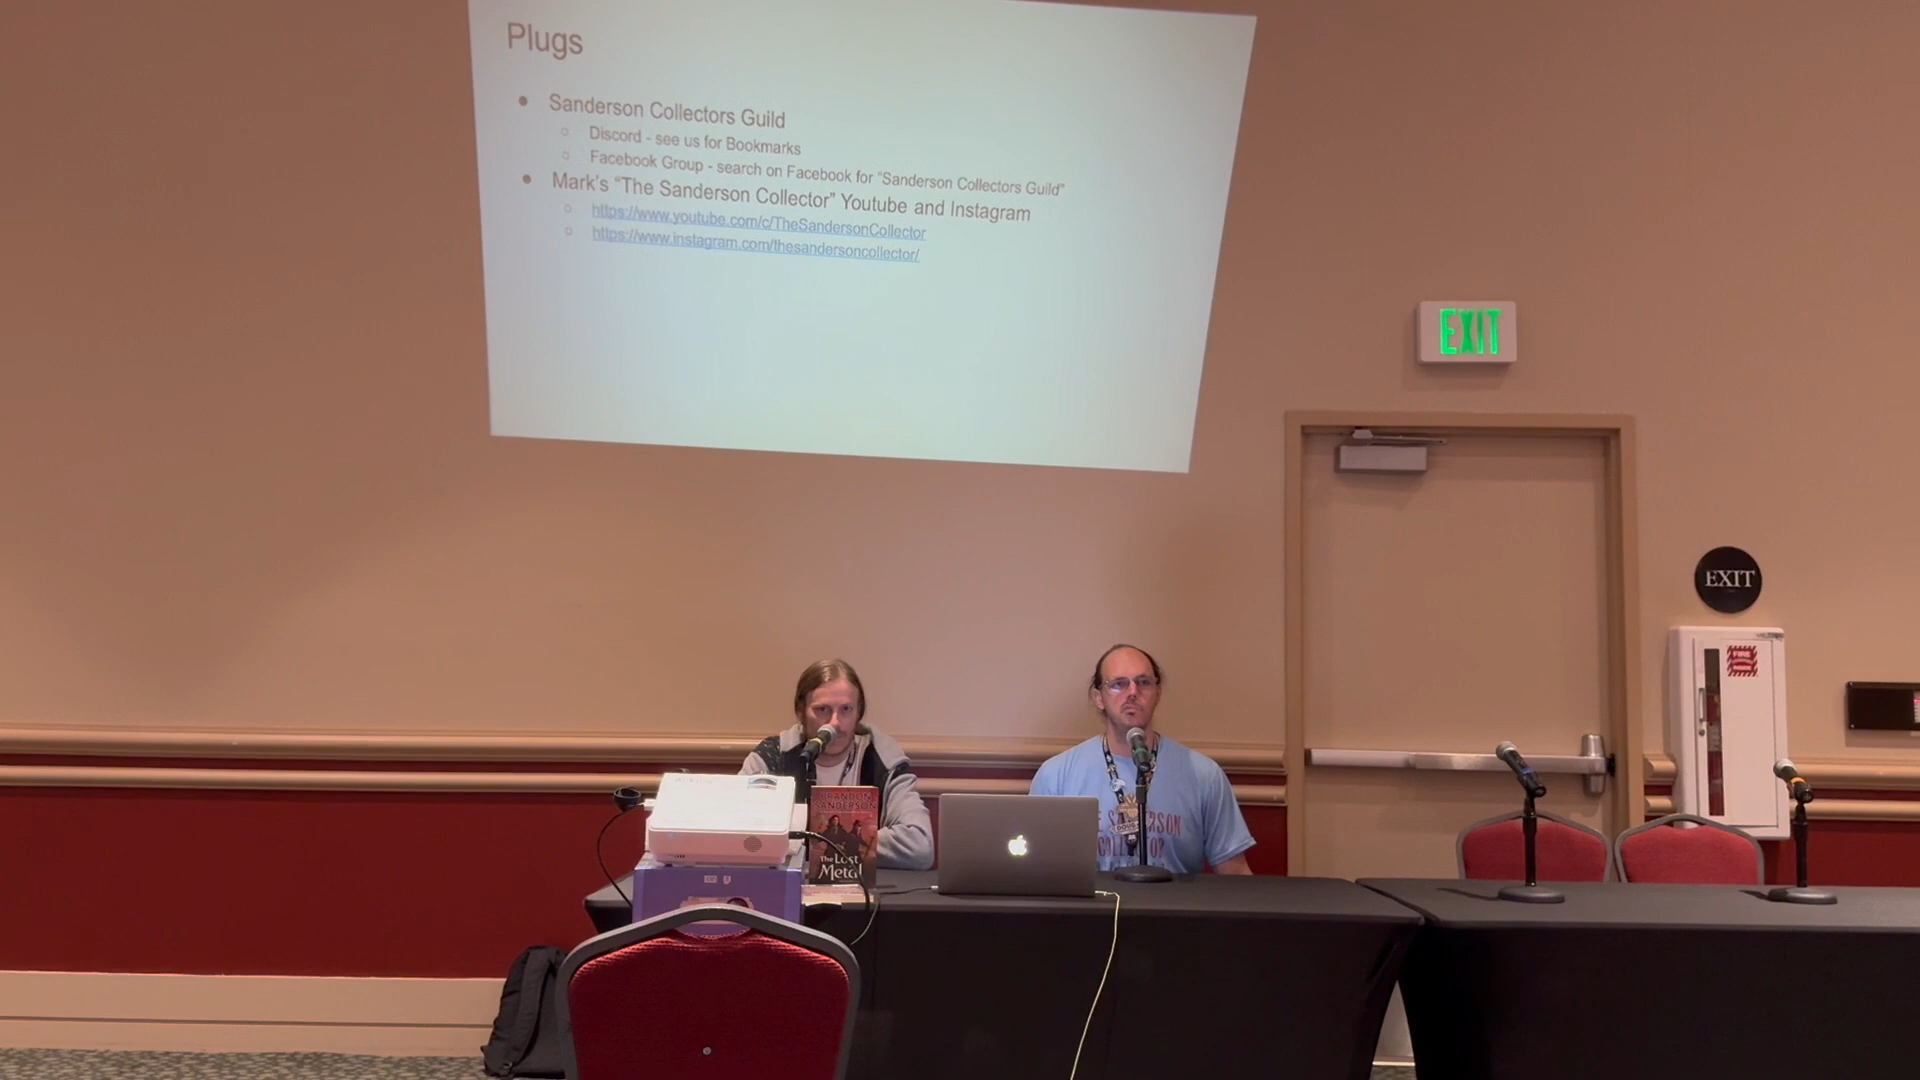 Plugs
Sanderson Collectors Guild
Discord - see us for Bookmarks
Facebook Group - search on Facebook for “Sanderson Collectors Guild”
Mark's “The Sanderson Collector” Youtube and Instagram
https://www.youtube.com/c/TheSandersonCollector
https://www.instagram.com/thesandersoncollector/
EXIT
EXIT
FIRE
BRANDON
SANDERSON
The Lost
Metal
DOUG